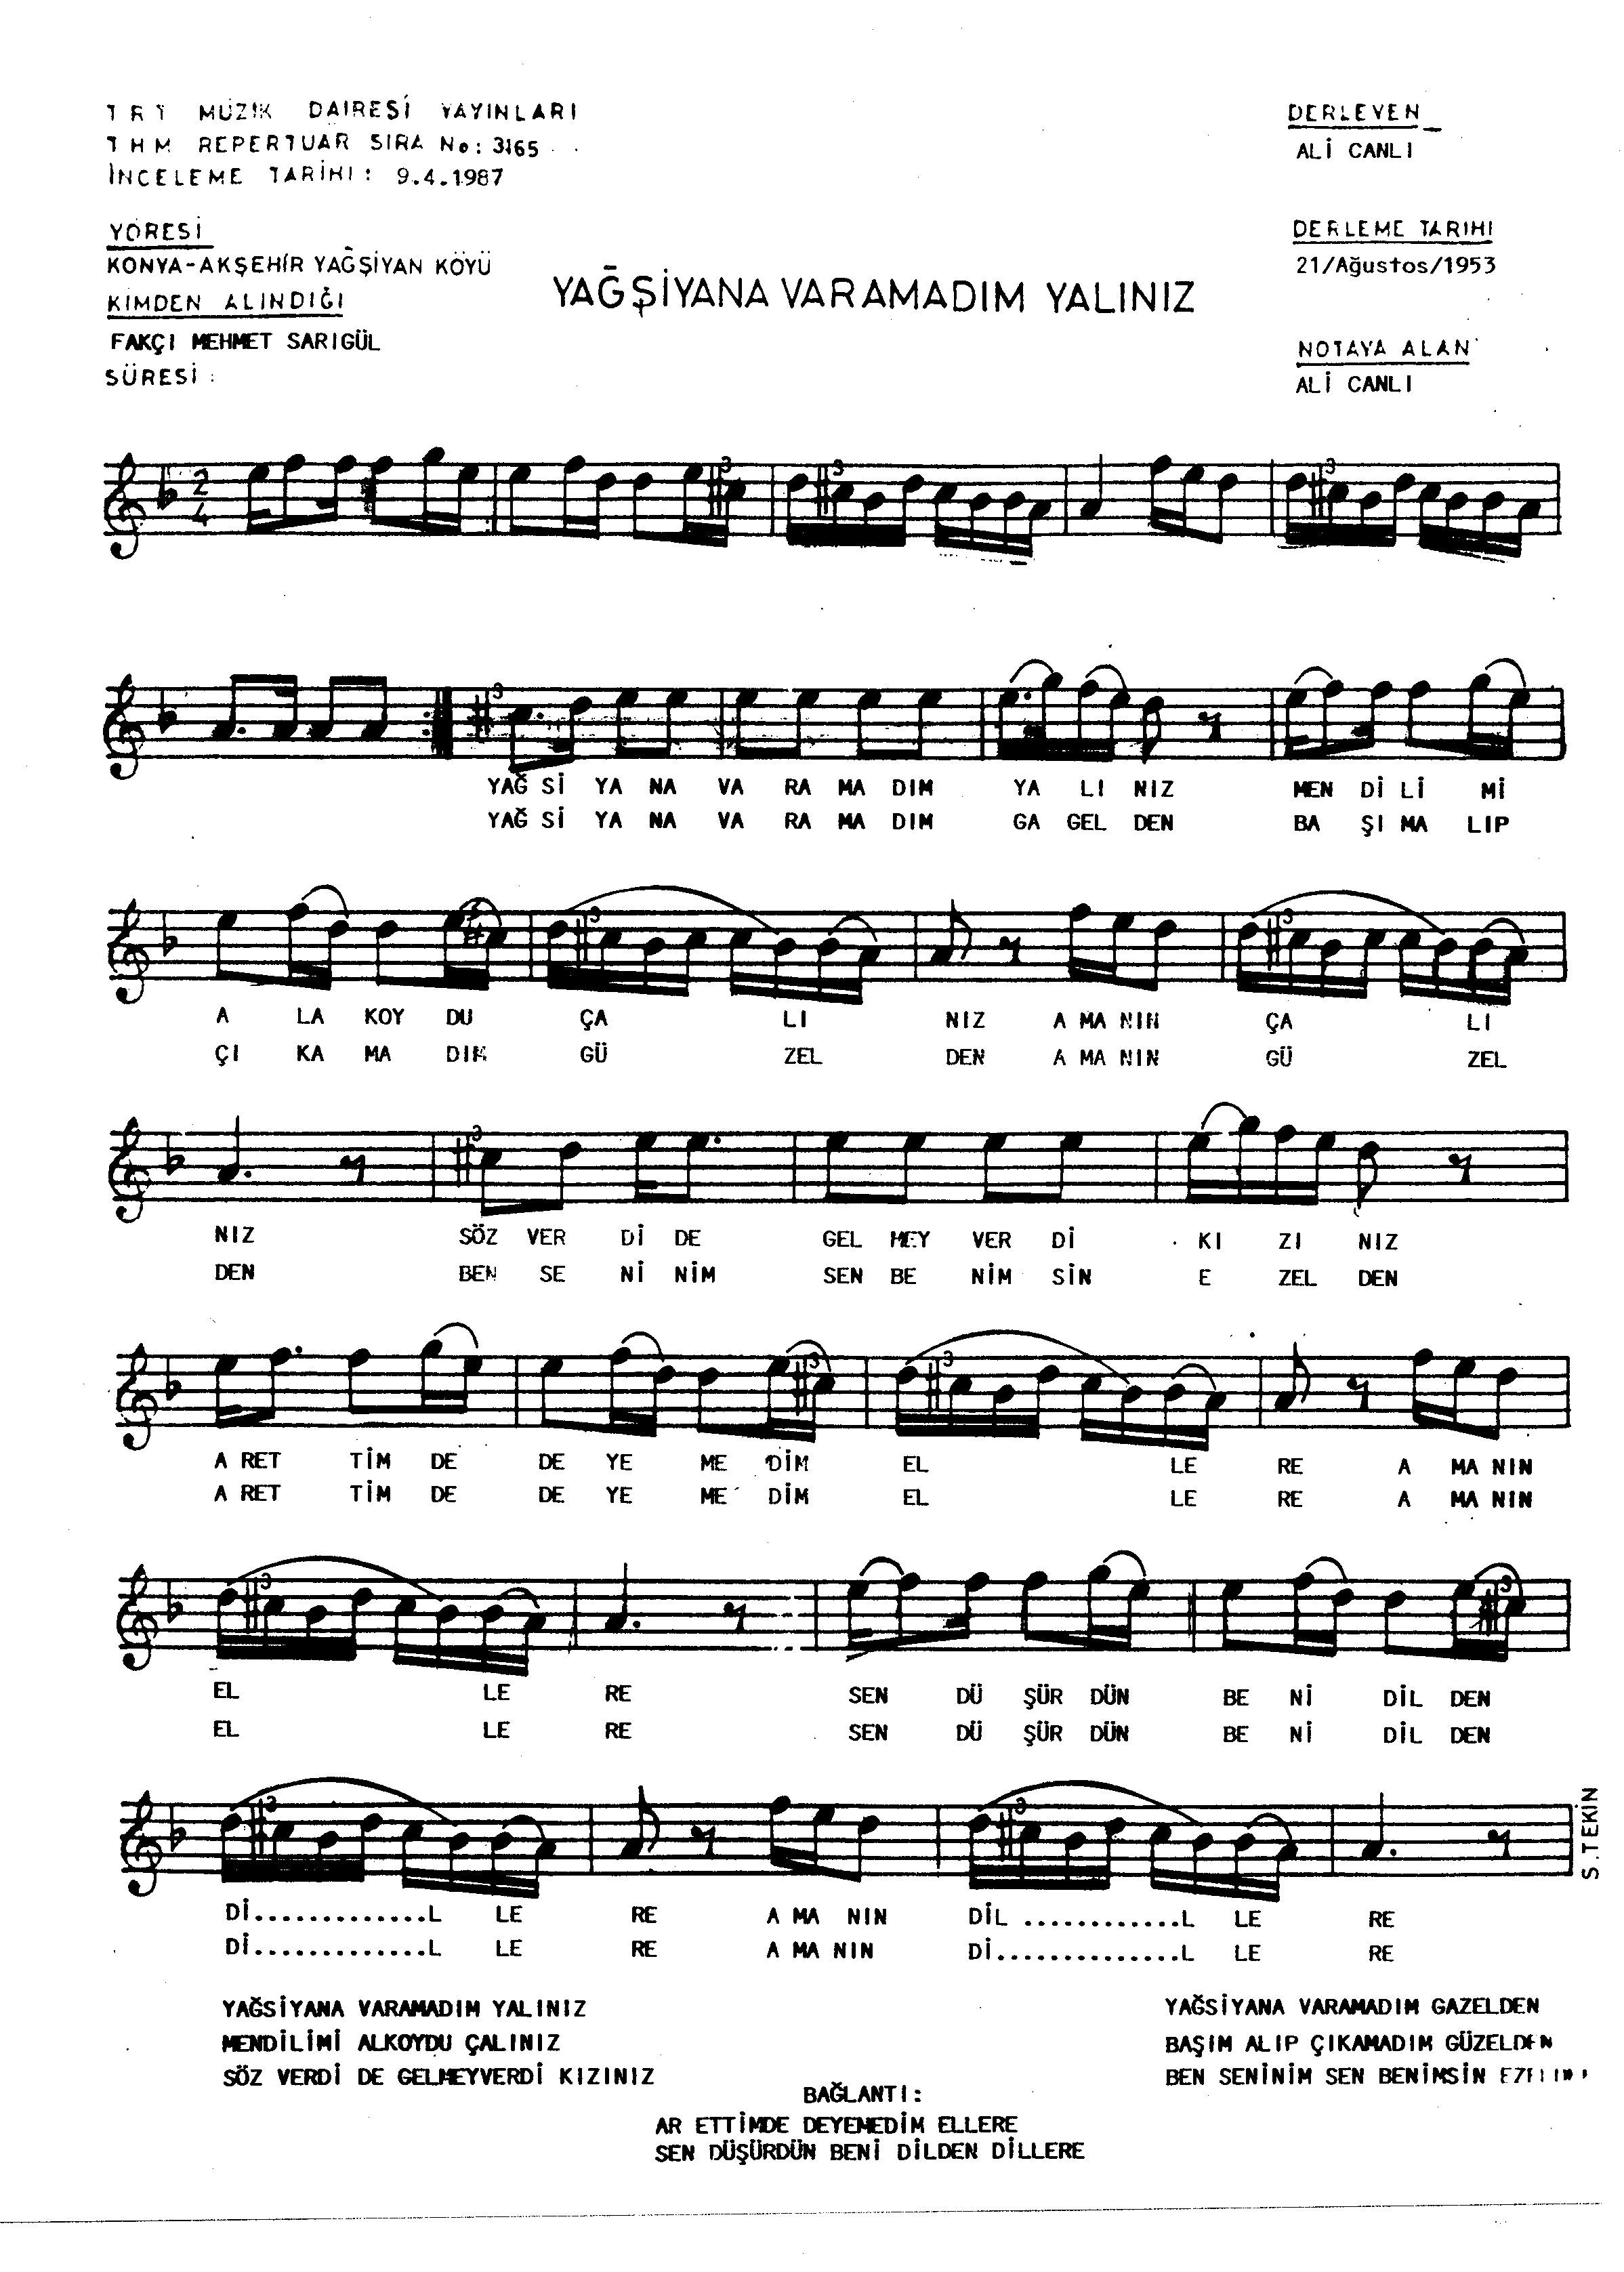 TRT MÜZİK DAİRESİ YAYINLARI
THM REPERTUAR SIRA No: 3165
İNCELEME TARİHİ: 9.4.1987
YÖRESİ
KONYA-AKŞEHİR YAĞŞİYAN KÖYÜ
KİMDEN ALINDIĞI
FAKÇI MEHMET SARIGÜL
SÜRESİ:
DERLEYEN
ALİ CANLI
DERLEME TARİHİ
21/Ağustos/1953
NOTAYA ALAN
ALİ CANLI
YAĞŞİYANA VARAMADIM YALINIZ
2
4
3 3 3
3
YAĞ Sİ YA NA VA RA MA DIM YA LI NIZ MEN Dİ Lİ Mİ
YAĞ Sİ YA NA VA RA MA DIM GA GEL DEN BA ŞI MA LIP
3 3 3
A LA KOY DU ÇA LI NIZ A MA NIN ÇA LI
ÇI KA MA DIM GÜ ZEL DEN A MA NIN GÜ ZEL
3
NIZ SÖZ VER Dİ DE GEL MEY VER Dİ KI ZI NIZ
DEN BEN SE Nİ NİM SEN BE NİM SİN E ZEL DEN
3 3
A RET TİM DE DE YE ME DİM EL LE RE A MA NIN
A RET TİM DE DE YE ME DİM EL LE RE A MA NIN
3 3
EL LE RE SEN DÜ ŞÜR DÜN BE Nİ DİL DEN
EL LE RE SEN DÜ ŞÜR DÜN BE Nİ DİL DEN
3 3
Dİ.............L LE RE A MA NIN DİL ............L LE RE
Dİ.............L LE RE A MA NIN Dİ..............L LE RE
S.TEKİN
YAĞSİYANA VARAMADIM YALINIZ
MENDİLİMİ ALKOYDU ÇALINIZ
SÖZ VERDİ DE GELMEYVERDİ KIZINIZ
YAĞSİYANA VARAMADIM GAZELDEN
BAŞIM ALIP ÇIKAMADIM GÜZELDEN
BEN SENİNİM SEN BENİMSİN
BAĞLANTI:
AR ETTİMDE DEYEMEDİM ELLERE
SEN DÜŞÜRDÜN BENİ DİLDEN DİLLERE